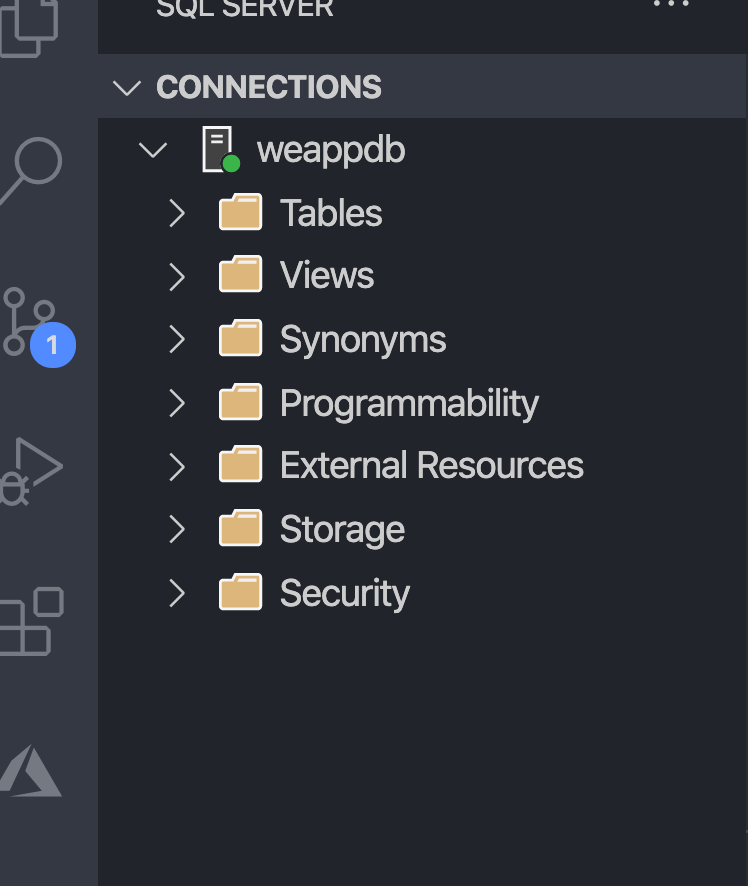 SQL SERVER
CONNECTIONS
weappdb
Tables
Views
Synonyms
1
Programmability
External Resources
Storage
Security